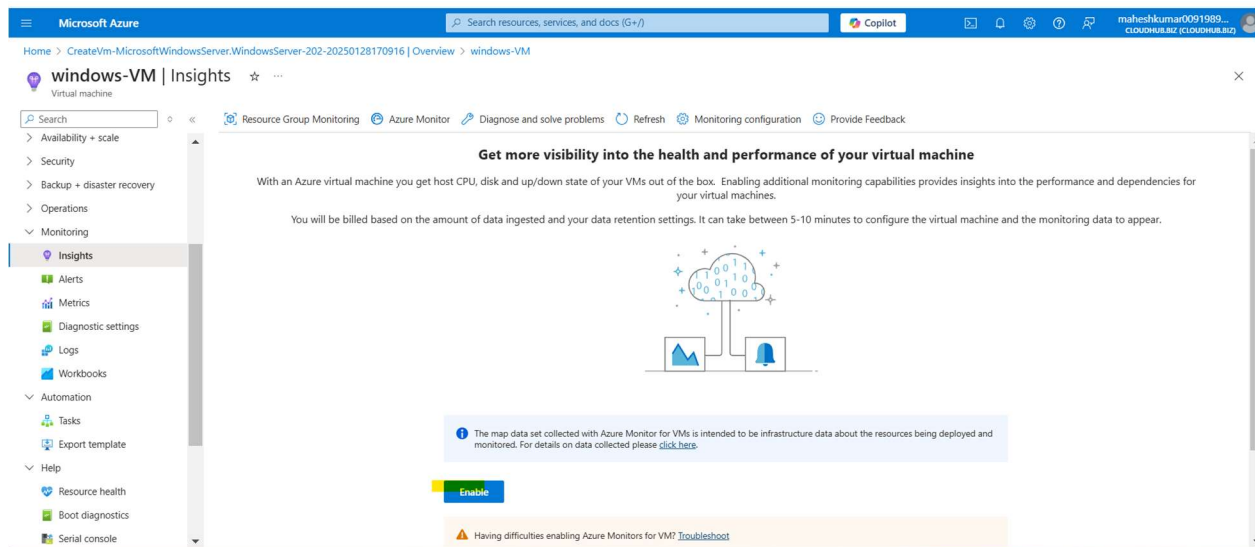 Microsoft Azure
Search resources, services, and docs (G+/)
Copilot
maheshkumar0091989...
CLOUDHUB.BIZ (CLOUDHUB.BIZ)
Home > CreateVm-MicrosoftWindowsServer.WindowsServer-202-20250128170916 | Overview > windows-VM
windows-VM | Insights
Virtual machine
Search
Resource Group Monitoring Azure Monitor Diagnose and solve problems Refresh Monitoring configuration Provide Feedback
Availability + scale
Security
Backup + disaster recovery
Operations
Monitoring
Insights
Alerts
Metrics
Diagnostic settings
Logs
Workbooks
Automation
Tasks
Export template
Help
Resource health
Boot diagnostics
Serial console
Get more visibility into the health and performance of your virtual machine
With an Azure virtual machine you get host CPU, disk and up/down state of your VMs out of the box. Enabling additional monitoring capabilities provides insights into the performance and dependencies for
your virtual machines.
You will be billed based on the amount of data ingested and your data retention settings. It can take between 5-10 minutes to configure the virtual machine and the monitoring data to appear.
The map data set collected with Azure Monitor for VMs is intended to be infrastructure data about the resources being deployed and
monitored. For details on data collected please click here.
Enable
Having difficulties enabling Azure Monitors for VM? Troubleshoot